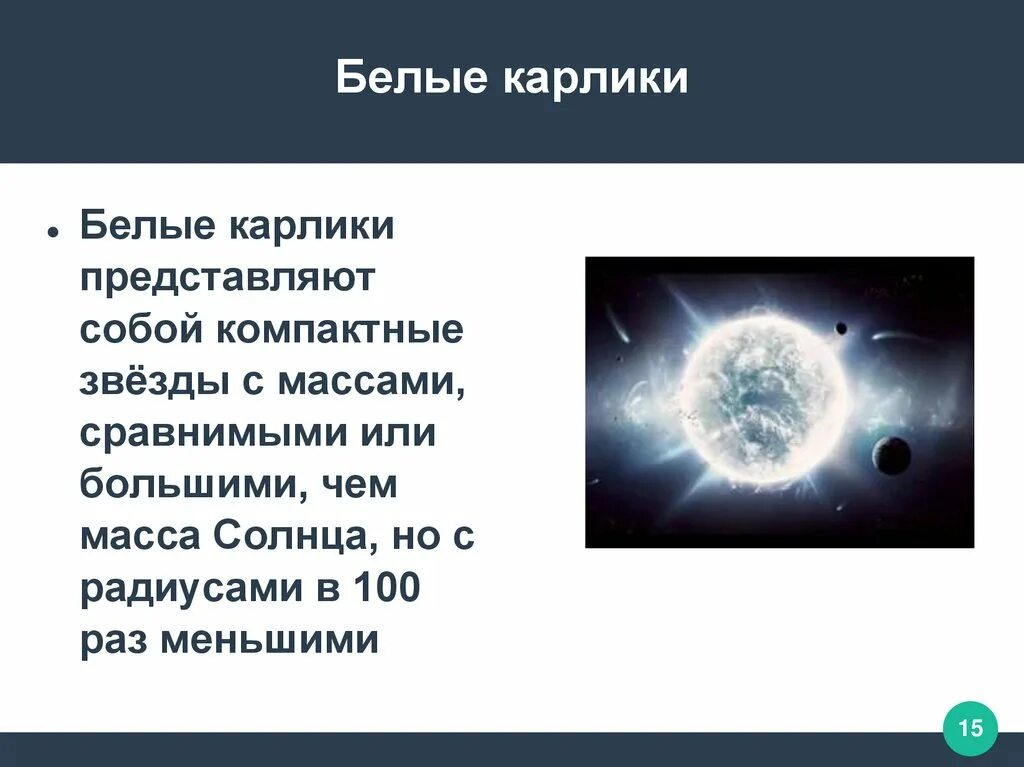 Белые карлики
• Белые карлики
представляют
собой компактные
звёзды с массами,
сравнимыми или
большими, чем
масса Солнца, но с
радиусами в 100
раз меньшими
15